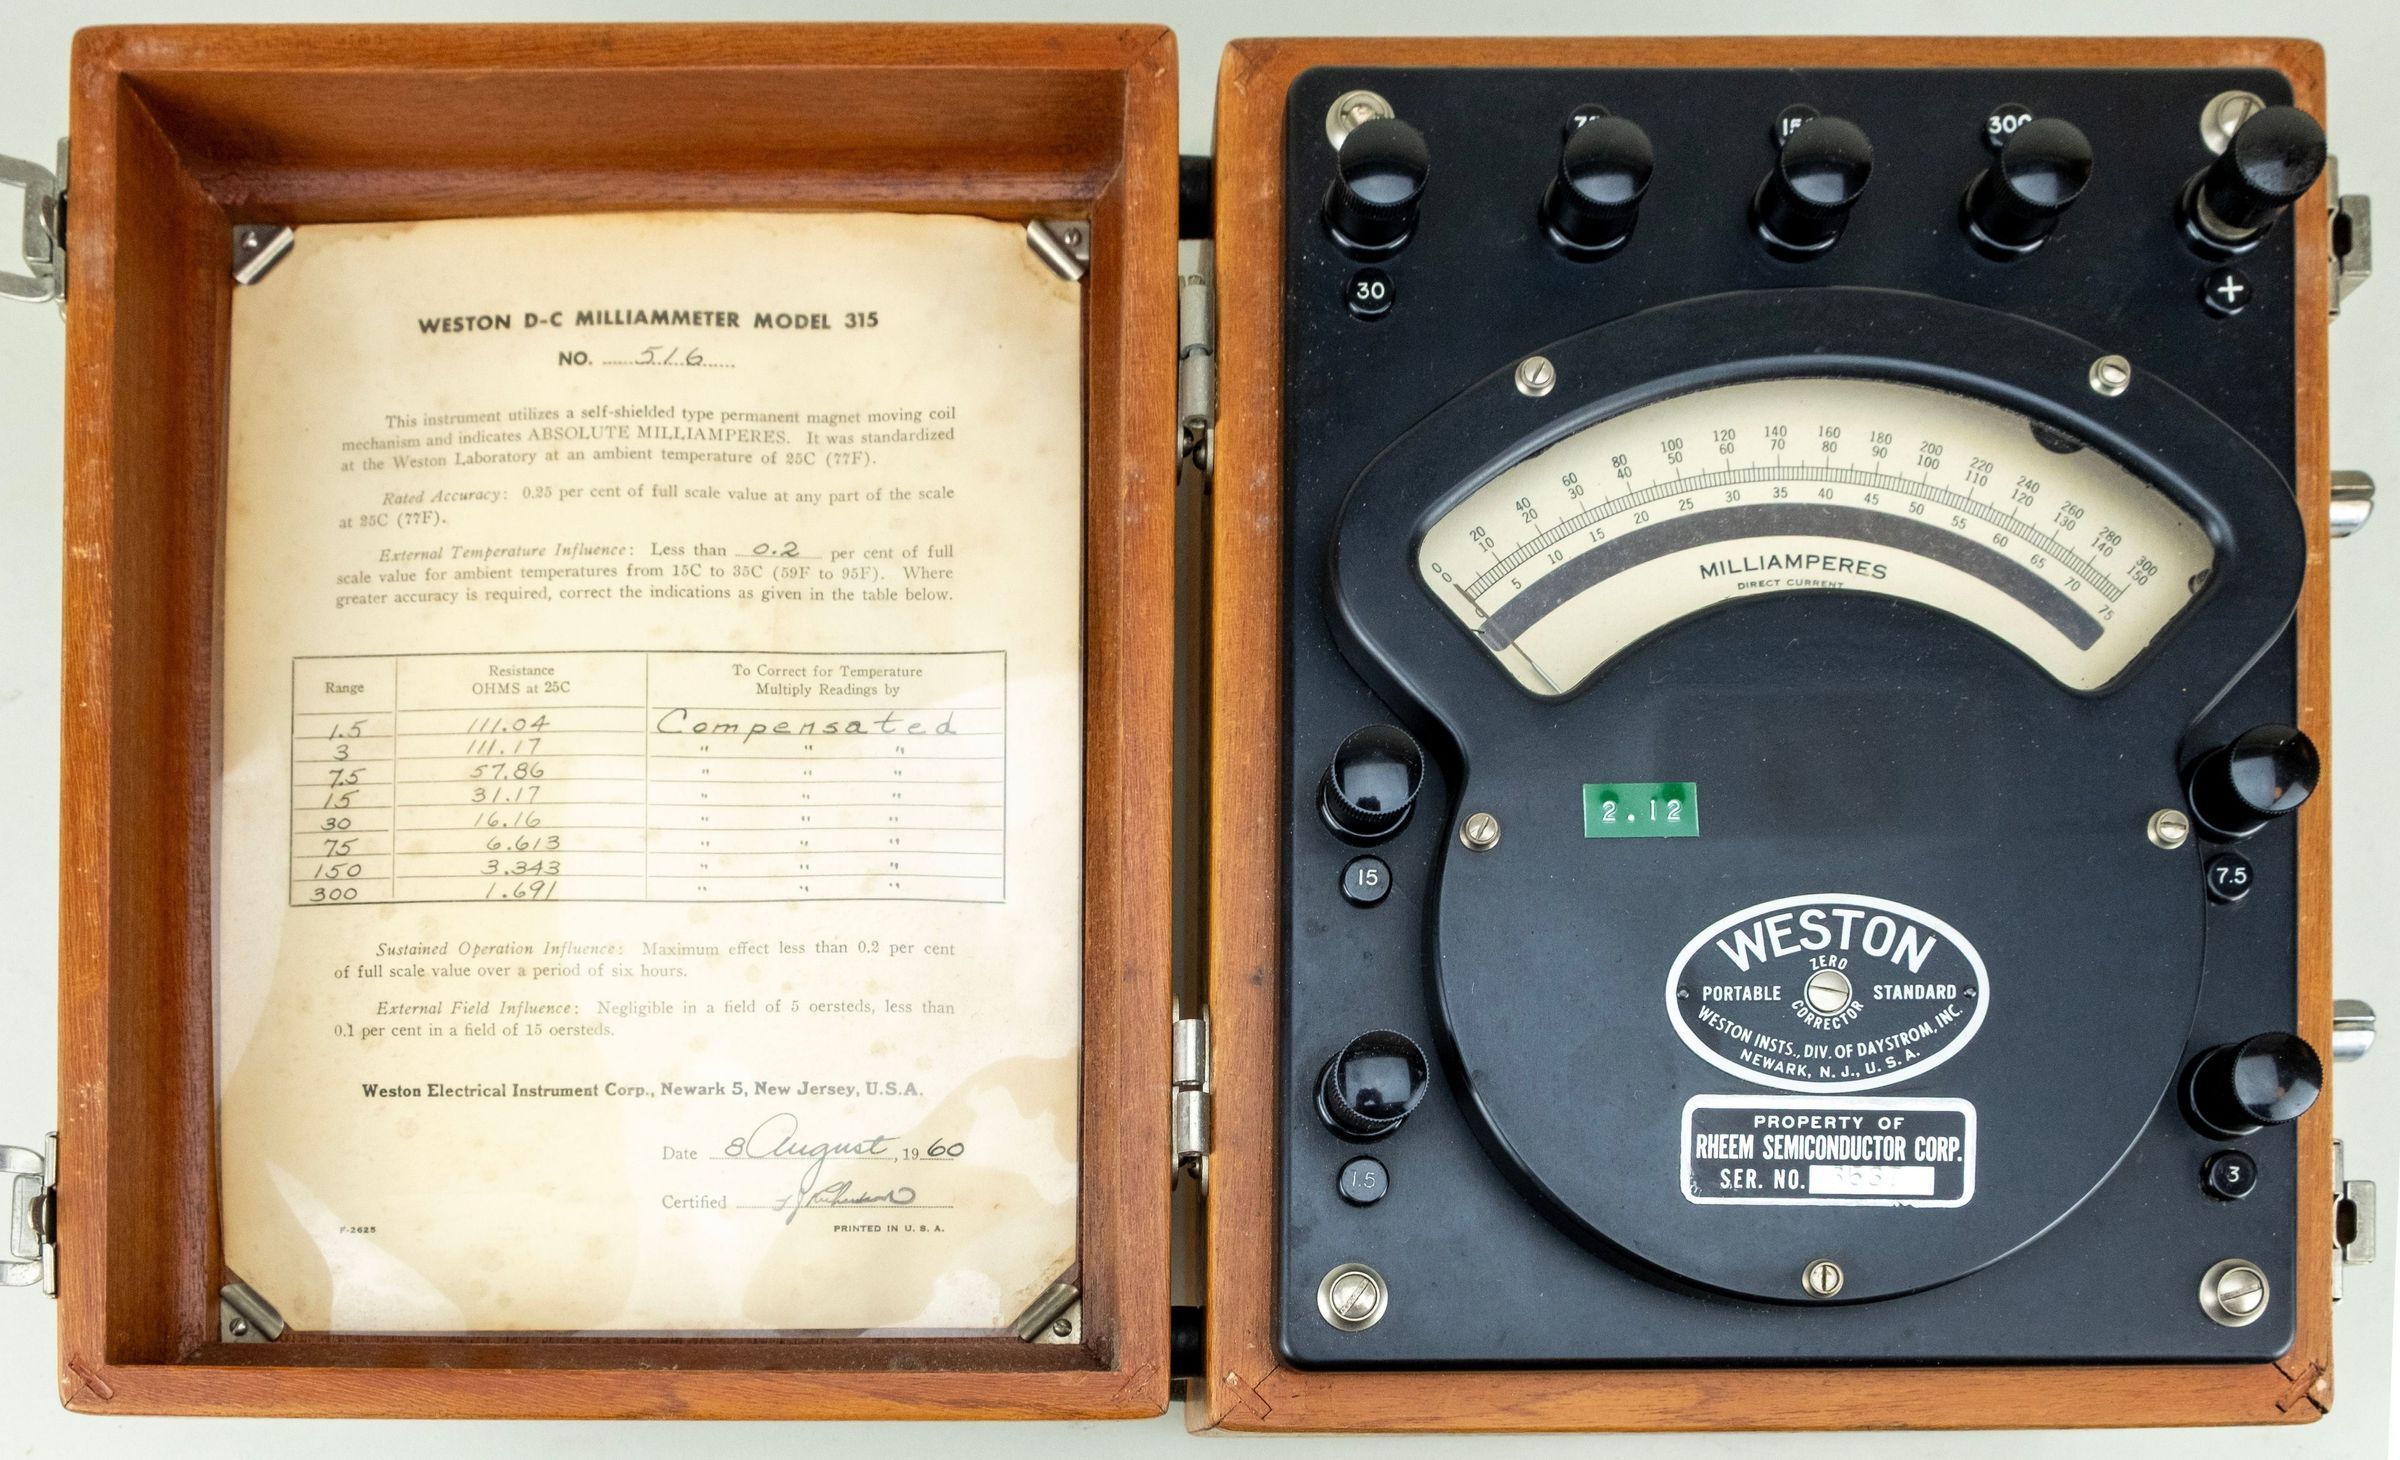 WESTON D-C MILLIAMMETER MODEL 315
NO. 516
This instrument utilizes a self-shielded type permanent magnet moving coil
mechanism and indicates ABSOLUTE MILLIAMPERES. It was standardized
at the Weston Laboratory at an ambient temperature of 25C (77F).
Rated Accuracy: 0.25 per cent of full scale value at any part of the scale
at 25C (77F).
External Temperature Influence: Less than 0.2 per cent of full
scale value for ambient temperatures from 15C to 35C (59F to 95F). Where
greater accuracy is required, correct the indications as given in the table below.
Range Resistance OHMS at 25C To Correct for Temperature Multiply Readings by
1.5 111.04 Compensated
3 111.17 " " "
7.5 57.86 " " "
15 31.17 " " "
30 16.16 " " "
75 6.613 " " "
150 3.343 " " "
300 1.691 " " "
Sustained Operation Influence: Maximum effect less than 0.2 per cent
of full scale value over a period of six hours.
External Field Influence: Negligible in a field of 5 oersteds, less than
0.1 per cent in a field of 15 oersteds.
Weston Electrical Instrument Corp., Newark 5, New Jersey, U.S.A.
Date 8 August, 1960
Certified
F-2625 PRINTED IN U. S. A.
300
30 +
0 20 40 60 80 100 120 140 160 180 200 220 240 260 280 300
0 10 20 30 40 50 60 70 80 90 100 110 120 130 140 150
0 5 10 15 20 25 30 35 40 45 50 55 60 65 70 75
MILLIAMPERES
DIRECT CURRENT
2.12
15 7.5
WESTON
ZERO
PORTABLE STANDARD
CORRECTOR
WESTON INSTS., DIV. OF DAYSTROM, INC.
NEWARK, N. J., U. S. A.
PROPERTY OF
RHEEM SEMICONDUCTOR CORP.
SER. NO.
1.5 3